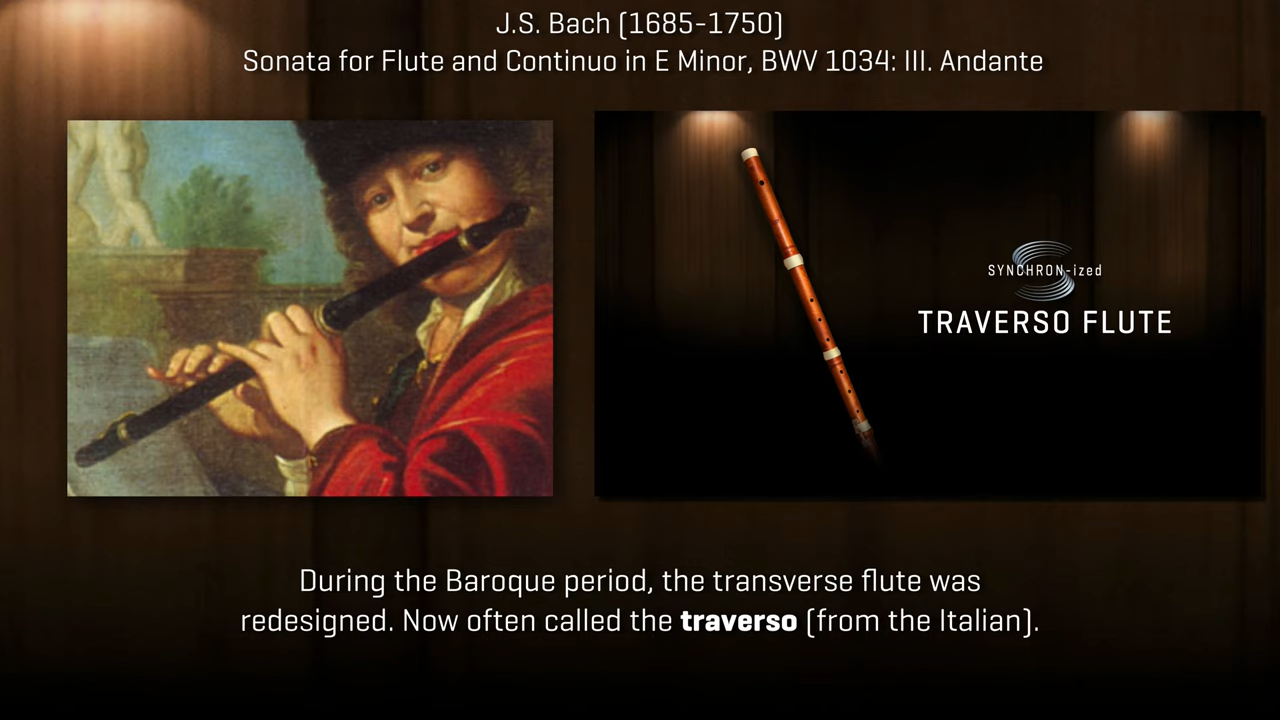 J.S. Bach (1685-1750)
Sonata for Flute and Continuo in E Minor, BWV 1034: III. Andante
SYNCHRON-ized
TRAVERSO FLUTE
During the Baroque period, the transverse flute was
redesigned. Now often called the traverso (from the Italian).